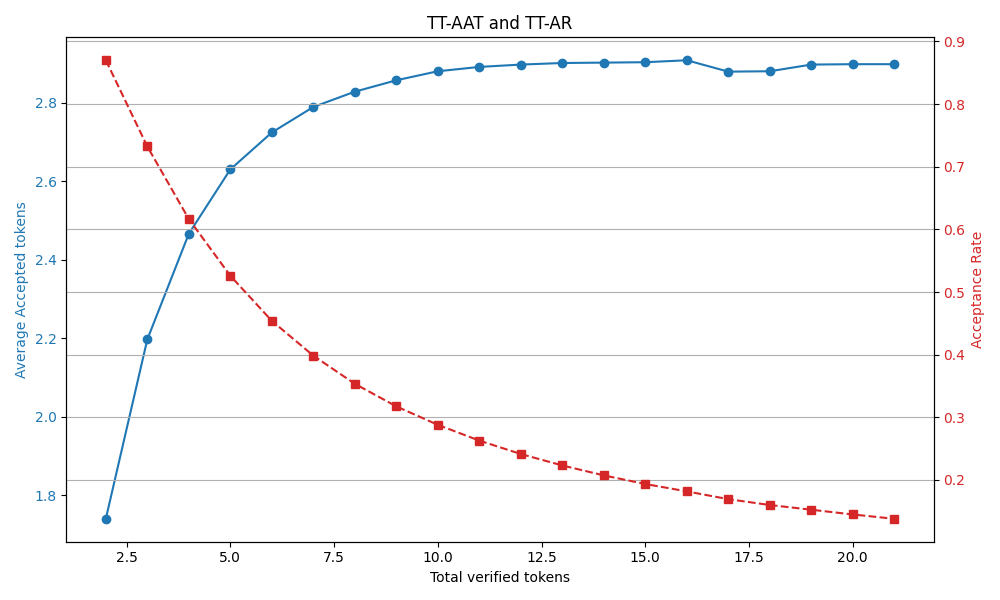 TT-AAT and TT-AR
Average Accepted tokens
2.8
2.6
2.4
2.2
2.0
1.8
0.9
0.8
0.7
0.6
0.5
0.4
0.3
0.2
Acceptance Rate
2.5 5.0 7.5 10.0 12.5 15.0 17.5 20.0
Total verified tokens